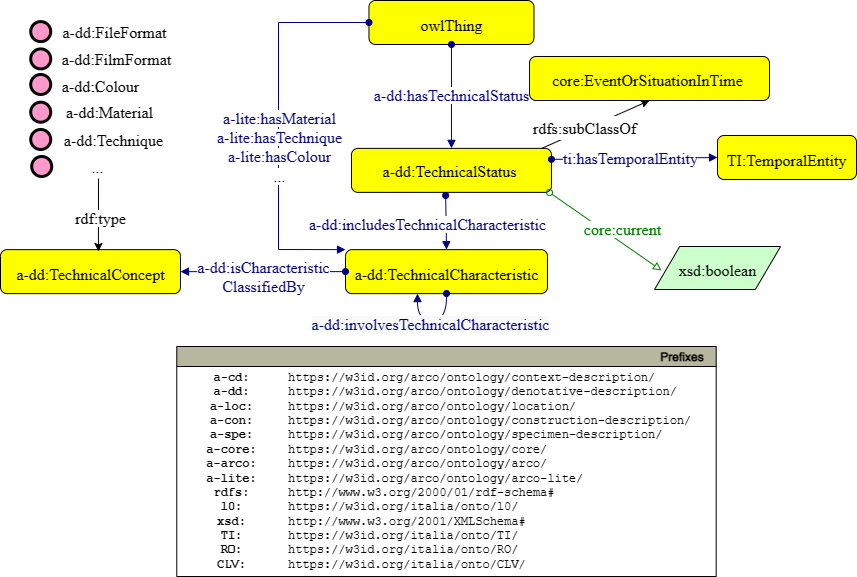 a-dd:FileFormat
a-dd:FilmFormat
a-dd:Colour
a-dd:Material
a-dd:Technique
...
rdf:type
a-dd:TechnicalConcept
owlThing
a-lite:hasMaterial
a-lite:hasTechnique
a-lite:hasColour
...
a-dd:hasTechnicalStatus
core:EventOrSituationInTime
rdfs:subClassOf
a-dd:TechnicalStatus
ti:hasTemporalEntity
TI:TemporalEntity
a-dd:includesTechnicalCharacteristic
core:current
xsd:boolean
a-dd:isCharacteristic
ClassifiedBy
a-dd:TechnicalCharacteristic
a-dd:involvesTechnicalCharacteristic
Prefixes
a-cd: https://w3id.org/arco/ontology/context-description/
a-dd: https://w3id.org/arco/ontology/denotative-description/
a-loc: https://w3id.org/arco/ontology/location/
a-con: https://w3id.org/arco/ontology/construction-description/
a-spe: https://w3id.org/arco/ontology/specimen-description/
a-core: https://w3id.org/arco/ontology/core/
a-arco: https://w3id.org/arco/ontology/arco/
a-lite: https://w3id.org/arco/ontology/arco-lite/
rdfs: http://www.w3.org/2000/01/rdf-schema#
l0: https://w3id.org/italia/onto/l0/
xsd: http://www.w3.org/2001/XMLSchema#
TI: https://w3id.org/italia/onto/TI/
RO: https://w3id.org/italia/onto/RO/
CLV: https://w3id.org/italia/onto/CLV/